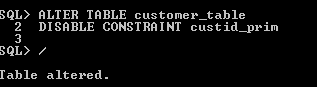 SQL> ALTER TABLE customer_table
  2  DISABLE CONSTRAINT custid_prim
  3
SQL> /
Table altered.